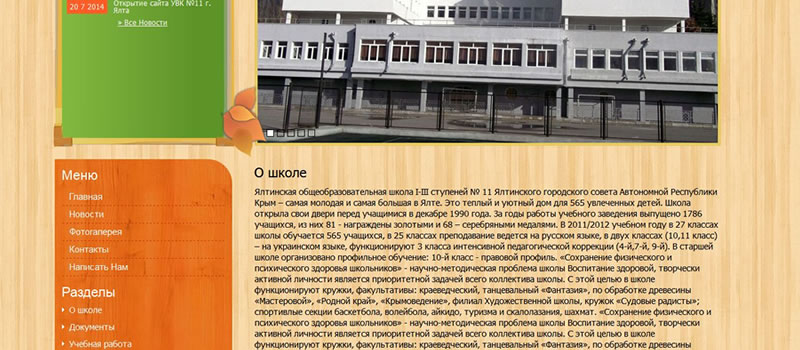 20 7 2014
Открытие сайта УВК №11 г.
Ялта
» Все Новости
Меню
Главная
Новости
Фотогалерея
Контакты
Написать Нам
Разделы
О школе
Документы
Учебная работа
О школе
Ялтинская общеобразовательная школа I-III ступеней № 11 Ялтинского городского совета Автономной Республики
Крым – самая молодая и самая большая в Ялте. Это теплый и уютный дом для 565 увлеченных детей. Школа
открыла свои двери перед учащимися в декабре 1990 года. За годы работы учебного заведения выпущено 1786
учащихся, из них 81 - награждены золотыми и 68 – серебряными медалями. В 2011/2012 учебном году в 27 классах
школы обучается 565 учащихся,в 25 классах преподавание ведется на русском языке, в двух классах (10,11 класс)
– на украинском языке, функционируют 3 класса интенсивной педагогической коррекции (4-й,7-й, 9-й). В старшей
школе организовано профильное обучение: 10-й класс - правовой профиль. «Сохранение физического и
психического здоровья школьников» - научно-методическая проблема школы Воспитание здоровой, творчески
активной личности является приоритетной задачей всего коллектива школы. С этой целью в школе
функционируют кружки, факультативы: краеведческий, танцевальный «Фантазия», по обработке древесины
«Мастеровой», «Родной край», «Крымоведение», филиал Художественной школы, кружок «Судовые радисты»;
спортивные секции баскетбола, волейбола, айкидо, туризма и скалолазания, шахмат. «Сохранение физического и
психического здоровья школьников» - научно-методическая проблема школы Воспитание здоровой, творчески
активной личности является приоритетной задачей всего коллектива школы. С этой целью в школе
функционируют кружки, факультативы: краеведческий, танцевальный «Фантазия», по обработке древесины